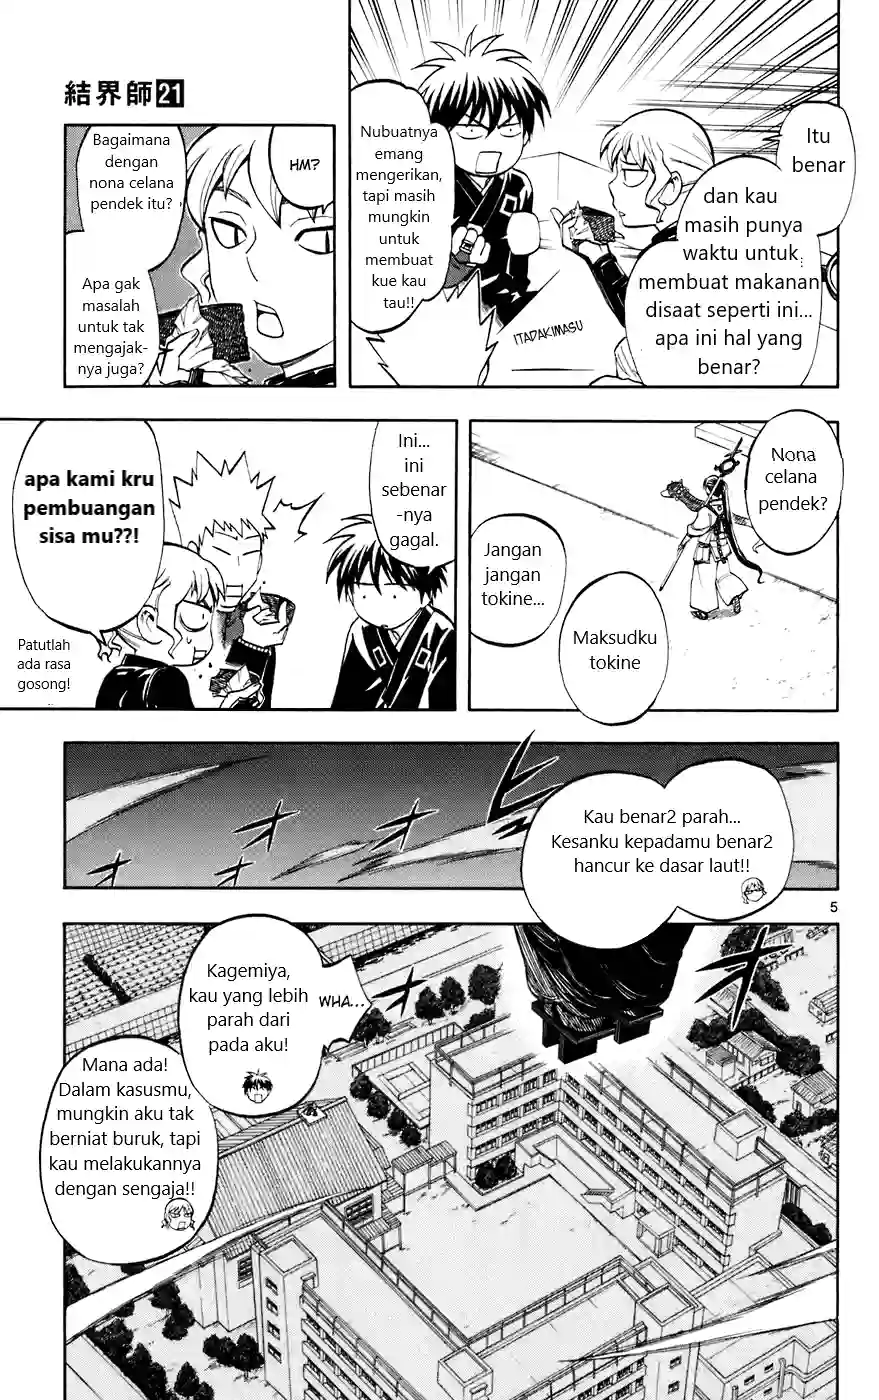 結界師21
Itu
benar
dan kau
masih punya
waktu untuk
membuat makanan
disaat seperti ini...
apa ini hal yang
benar?
Nubuatnya
emang
mengerikan,
tapi masih
mungkin
untuk
membuat
kue kau
tau!!
ITADAKIMASU
HM?
Bagaimana
dengan
nona celana
pendek itu?
Apa gak
masalah
untuk tak
mengajak-
nya juga?
Nona
celana
pendek?
Jangan
jangan
tokine...
Maksudku
tokine
Ini...
ini
sebenar
-nya
gagal.
apa kami kru
pembuangan
sisa mu??!
Patutlah
ada rasa
gosong!
Kau benar2 parah...
Kesanku kepadamu benar2
hancur ke dasar laut!!
5
WHA...
Kagemiya,
kau yang lebih
parah dari
pada aku!
Mana ada!
Dalam kasusmu,
mungkin aku tak
berniat buruk, tapi
kau melakukannya
dengan sengaja!!